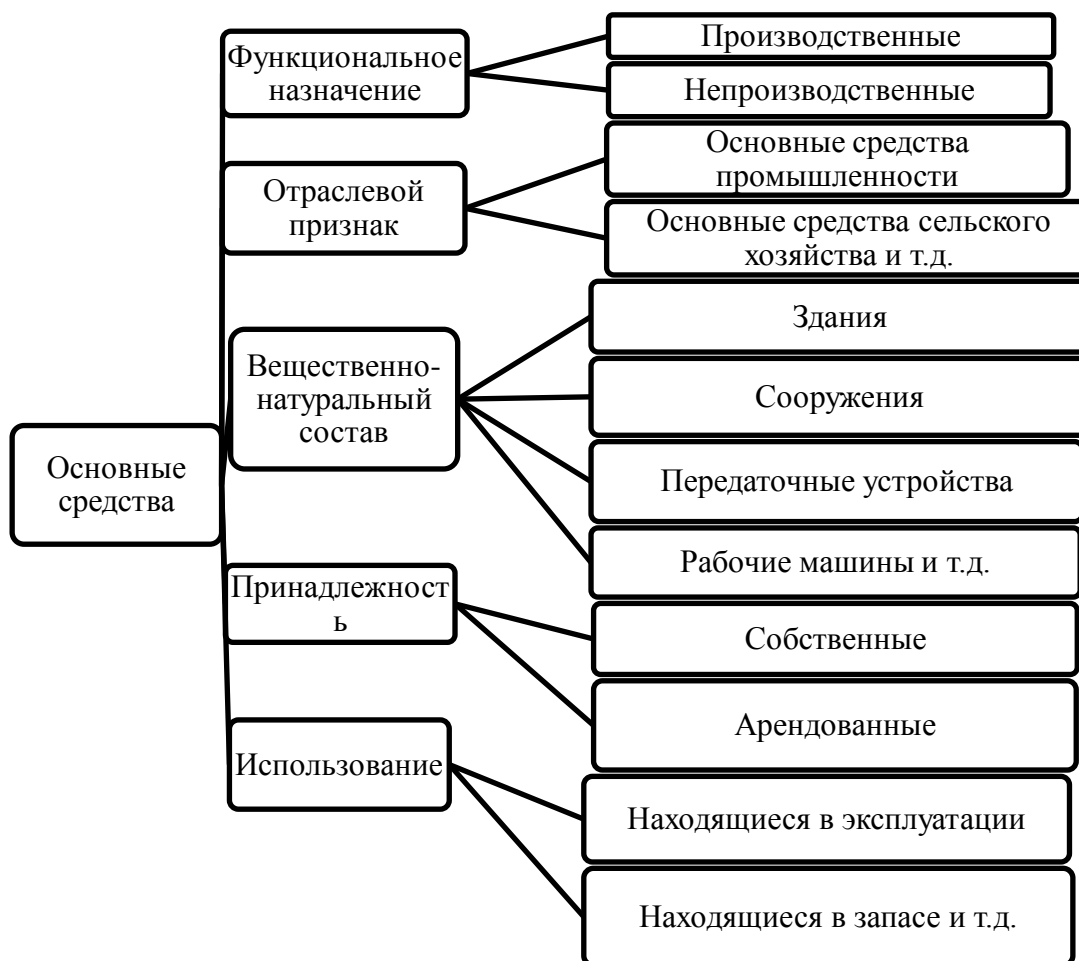 Основные
средства
Функциональное
назначение
Производственные
Непроизводственные
Отраслевой
признак
Основные средства
промышленности
Основные средства сельского
хозяйства и т.д.
Вещественно-
натуральный
состав
Здания
Сооружения
Передаточные устройства
Рабочие машины и т.д.
Принадлежност
ь
Собственные
Арендованные
Использование
Находящиеся в эксплуатации
Находящиеся в запасе и т.д.